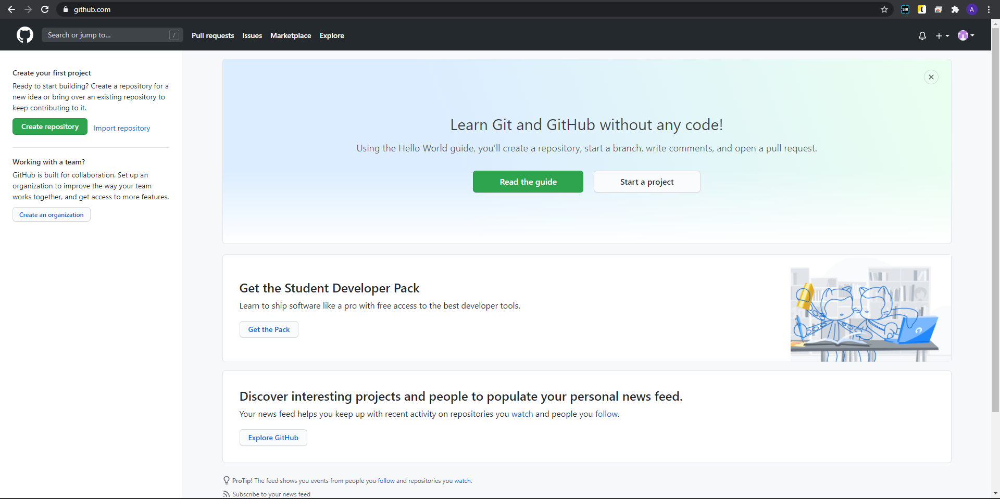 github.com
SIH
L
A
Search or jump to...
/
Pull requests
Issues
Marketplace
Explore
Create your first project
Ready to start building? Create a repository for a
new idea or bring over an existing repository to
keep contributing to it.
Create repository
Import repository
Working with a team?
GitHub is built for collaboration. Set up an
organization to improve the way your team
works together, and get access to more features.
Create an organization
Learn Git and GitHub without any code!
Using the Hello World guide, you’ll create a repository, start a branch, write comments, and open a pull request.
Read the guide
Start a project
Get the Student Developer Pack
Learn to ship software like a pro with free access to the best developer tools.
Get the Pack
Discover interesting projects and people to populate your personal news feed.
Your news feed helps you keep up with recent activity on repositories you watch and people you follow.
Explore GitHub
ProTip! The feed shows you events from people you follow and repositories you watch.
Subscribe to your news feed